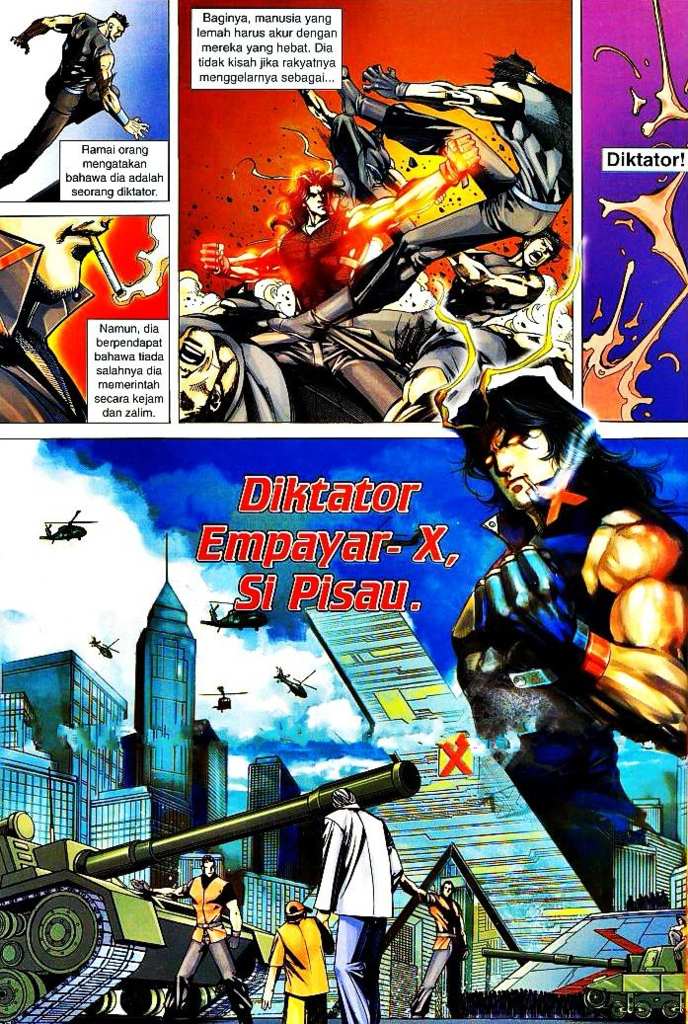 Ramai orang
mengatakan
bahawa dia adalah
seorang diktator.
Namun, dia
berpendapat
bahawa tiada
salahnya dia
memerintah
secara kejam
dan zalim.
Baginya, manusia yang
lemah harus akur dengan
mereka yang hebat. Dia
tidak kisah jika rakyatnya
menggelarnya sebagai...
Diktator!
Diktator
Empayar- X,
Si Pisau.
X